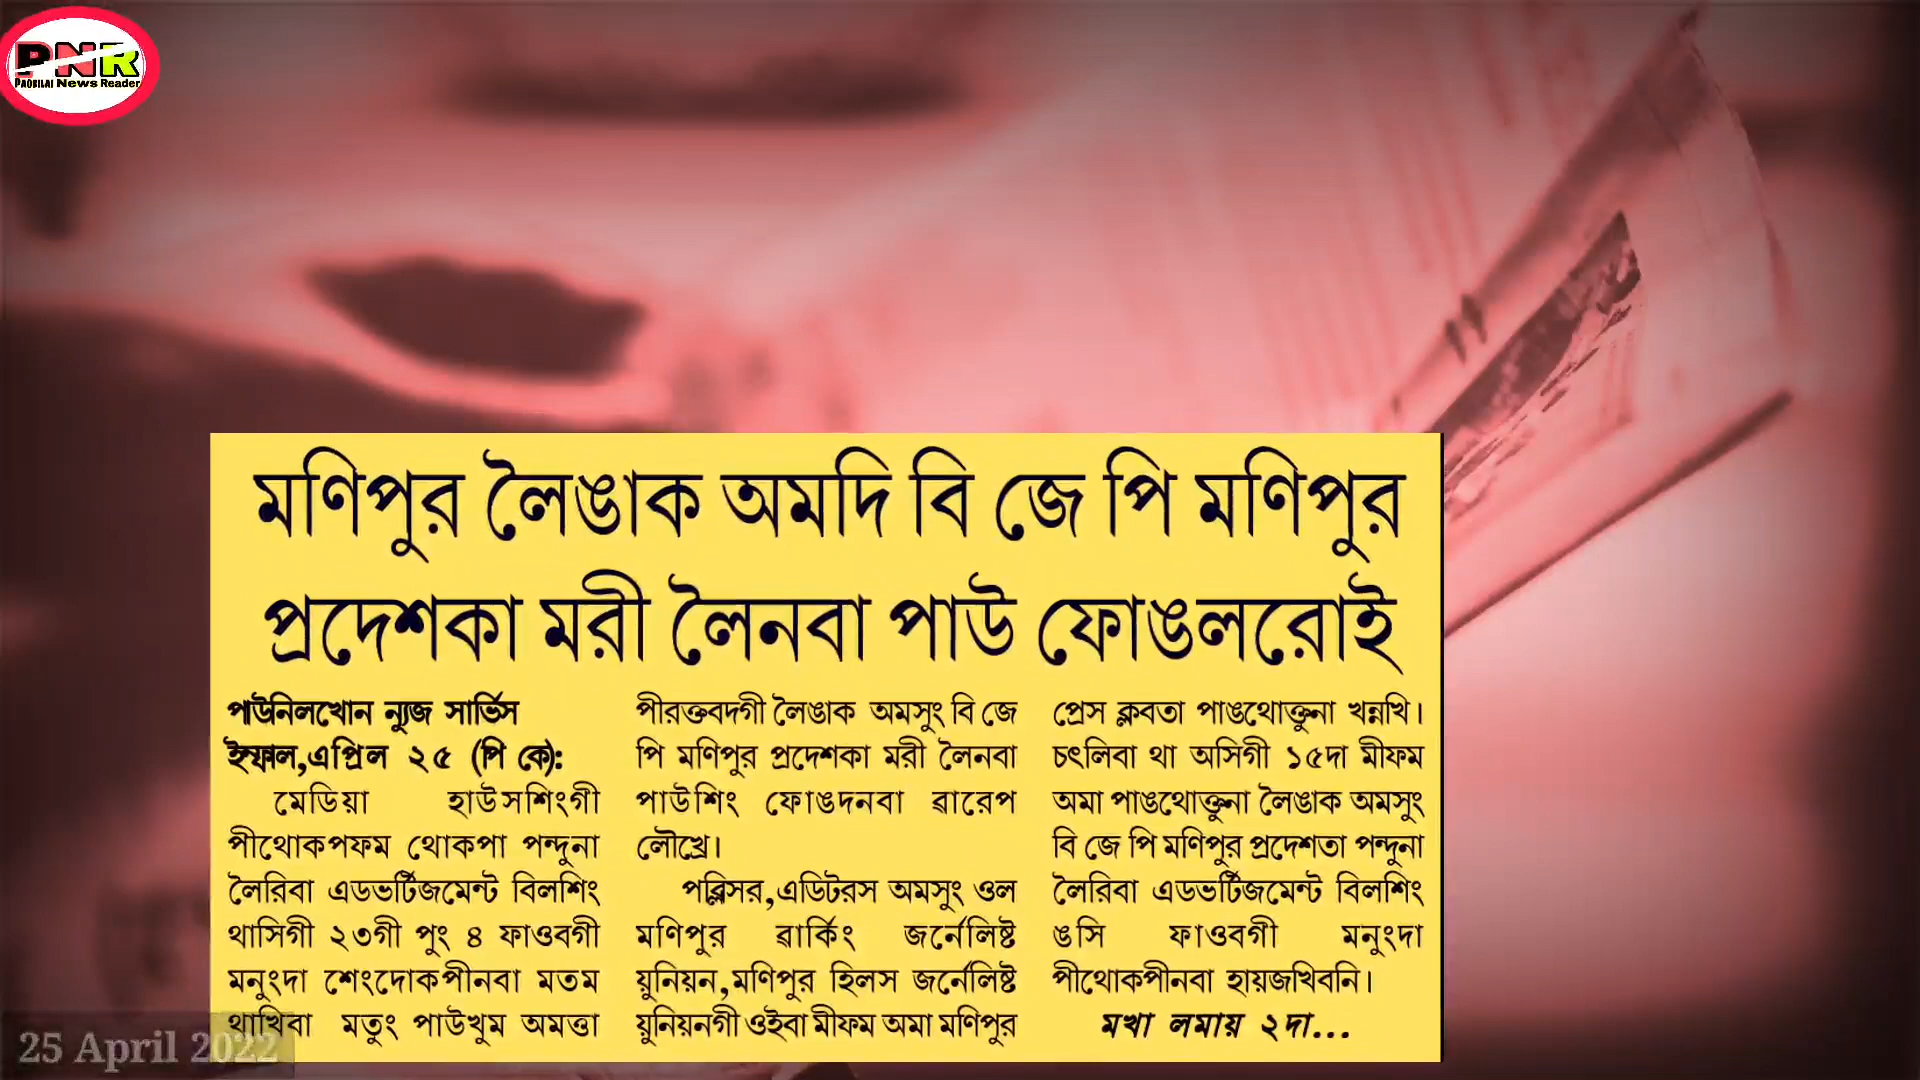 PNR
PAOBILAI News Reader
মণিপুর লৈঙাক অমদি বি জে পি মণিপুর
প্রদেশকা মরী লৈনবা পাউ ফোঙলরোই
পাউনিলখোন ন্যুজ সার্ভিস
ইম্ফাল,এপ্রিল ২৫ (পি কে):
মেডিয়া হাউসশিংগী
পীথোকপফম থোকপা পন্দুনা
লৈরিবা এডভর্টিজমেন্ট বিলশিং
থাসিগী ২৩গী পুং ৪ ফাওবগী
মনুংদা শেংদোকপীনবা মতম
থাখিবা মতুং পাউখুম অমত্তা
পীরক্তবদগী লৈঙাক অমসুং বি জে
পি মণিপুর প্রদেশকা মরী লৈনবা
পাউশিং ফোঙদনবা ৱারেপ
লৌখ্রে।
পব্লিসর,এডিটরস অমসুং ওল
মণিপুর ৱার্কিং জর্নেলিষ্ট
য়ুনিয়ন,মণিপুর হিলস জর্নেলিষ্ট
য়ুনিয়নগী ওইবা মীফম অমা মণিপুর
প্রেস ক্লবতা পাঙথোক্তুনা খন্নখি।
চৎলিবা থা অসিগী ১৫দা মীফম
অমা পাঙথোক্তুনা লৈঙাক অমসুং
বি জে পি মণিপুর প্রদেশতা পন্দুনা
লৈরিবা এডভর্টিজমেন্ট বিলশিং
ঙসি ফাওবগী মনুংদা
পীথোকপীনবা হায়জখিবনি।
মখা লমায় ২দা...
25 April 2022